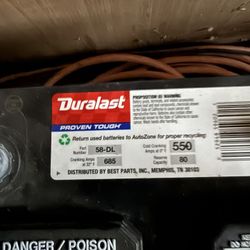 Duralast
PROVEN TOUGH
PROPOSITION 65 WARNING
Return used batteries to AutoZone for proper recycling:
Part Number 58-DL
Cold Cranking Amps at 0° F 550
Cranking Amps at 32° F 685
Reserve Capacity 80
DISTRIBUTED BY BEST PARTS, INC., MEMPHIS, TN 38103
DANGER / POISON